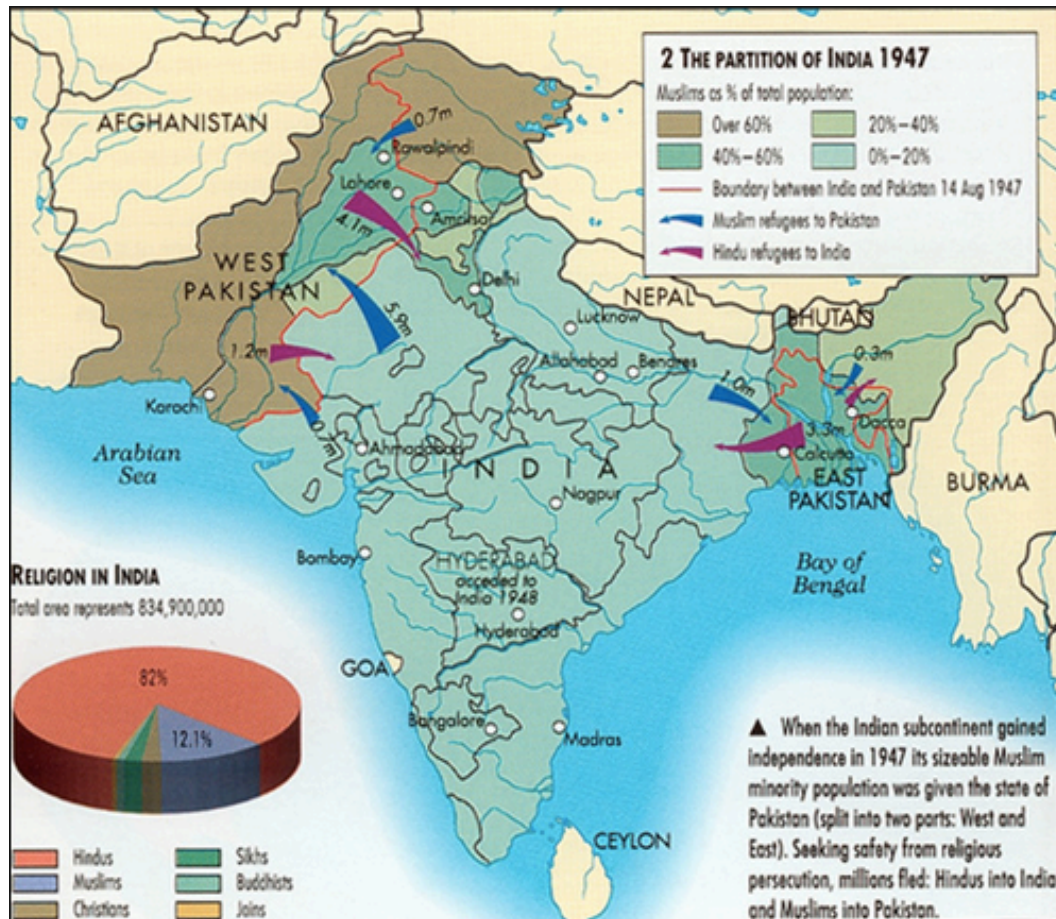 2 THE PARTITION OF INDIA 1947
Muslims as % of total population:
Over 60%
20%–40%
40%–60%
0%–20%
Boundary between India and Pakistan 14 Aug 1947
Muslim refugees to Pakistan
Hindu refugees to India
AFGHANISTAN
0.7m
Rawalpindi
Lahore
Amritsar
4.1m
WEST
PAKISTAN
Delhi
NEPAL
BHUTAN
5.9m
Lucknow
0.3m
1.2m
Allahabad
Benares
1.0m
Karachi
0.7m
Dacca
3.3m
Arabian
Sea
Ahmadabad
INDIA
Calcutta
EAST
PAKISTAN
BURMA
Nagpur
Bombay
HYDERABAD
acceded to
India 1948
Hyderabad
Bay of
Bengal
GOA
Bangalore
Madras
CEYLON
RELIGION IN INDIA
Total area represents 834,900,000
82%
12.1%
Hindus
Sikhs
Muslims
Buddhists
Christians
Jains
▲ When the Indian subcontinent gained
independence in 1947 its sizeable Muslim
minority population was given the state of
Pakistan (split into two parts: West and
East). Seeking safety from religious
persecution, millions fled: Hindus into India
and Muslims into Pakistan.